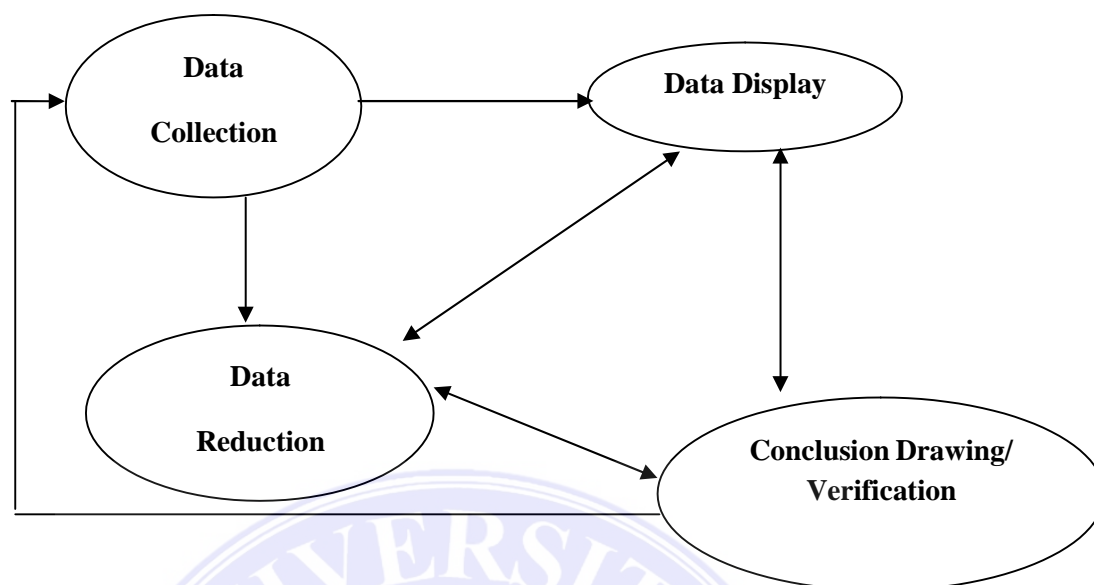 Data
Collection
Data Display
Data
Reduction
Conclusion Drawing/
Verification